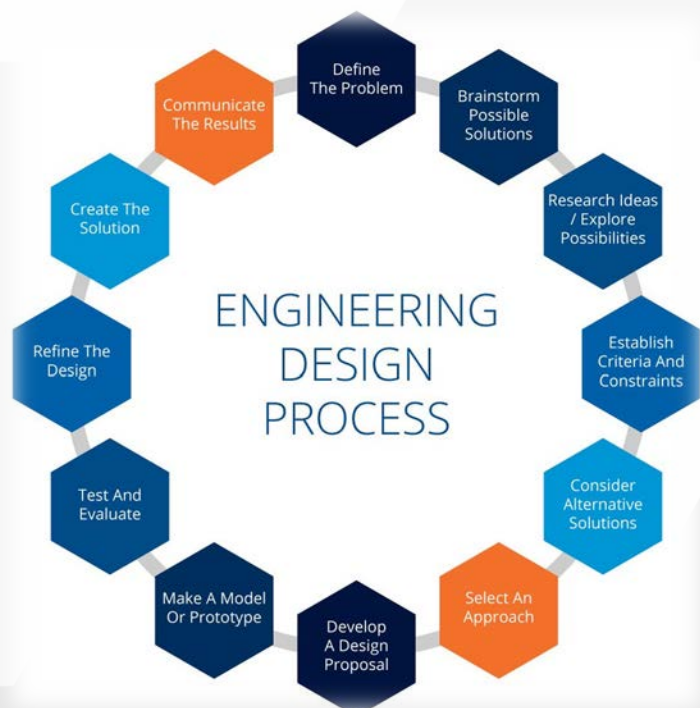 Define
The Problem
Brainstorm
Possible
Solutions
Research Ideas
/ Explore
Possibilities
Establish
Criteria And
Constraints
Consider
Alternative
Solutions
Select An
Approach
Develop
A Design
Proposal
Make A Model
Or Prototype
Test And
Evaluate
Refine The
Design
Create The
Solution
Communicate
The Results
ENGINEERING
DESIGN
PROCESS